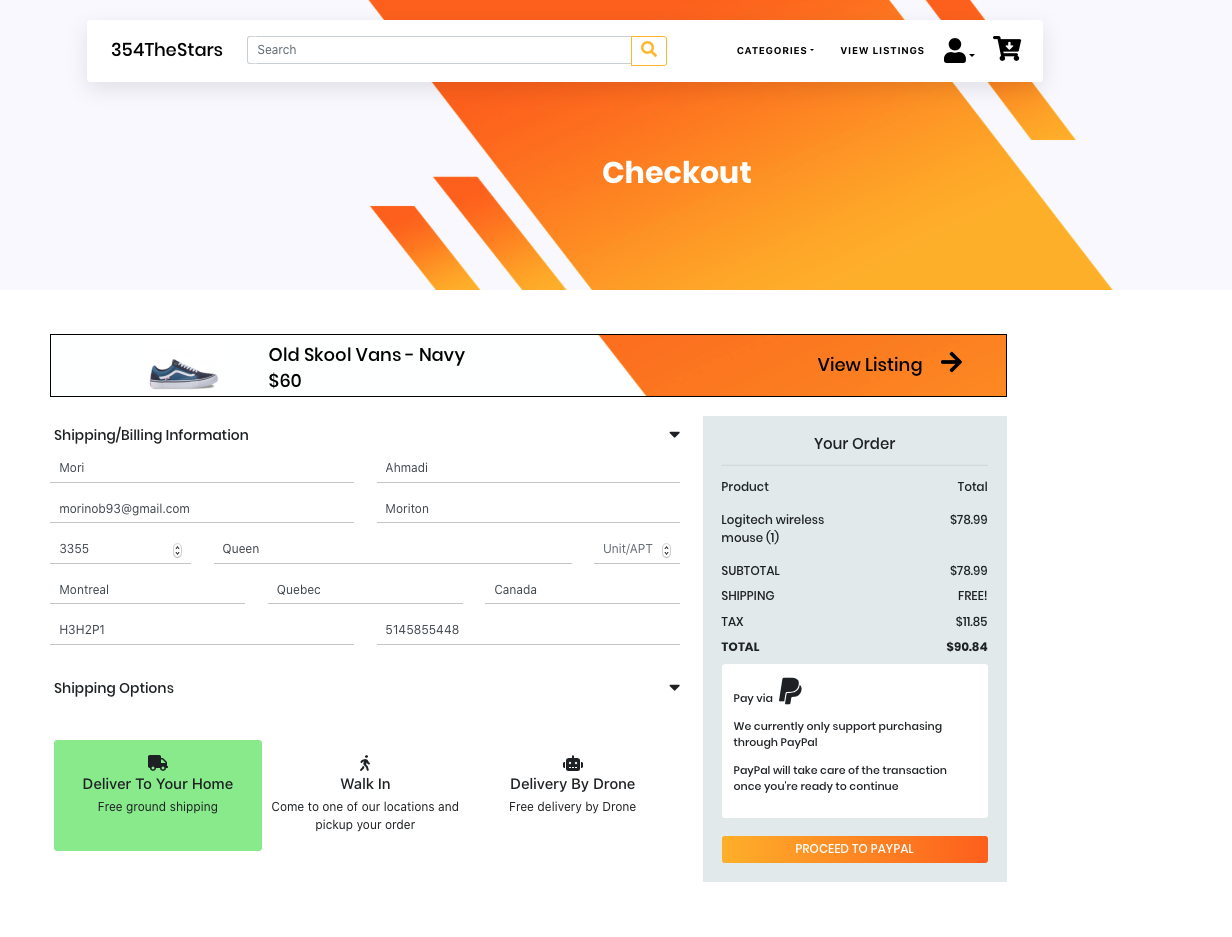 354TheStars
Search
CATEGORIES
VIEW LISTINGS
Checkout
Old Skool Vans - Navy
$60
View Listing
Shipping/Billing Information
Mori
Ahmadi
morinob93@gmail.com
Moriton
3355
Queen
Unit/APT
Montreal
Quebec
Canada
H3H2P1
5145855448
Shipping Options
Deliver To Your Home
Free ground shipping
Walk In
Come to one of our locations and
pickup your order
Delivery By Drone
Free delivery by Drone
Your Order
Product Total
Logitech wireless $78.99
mouse (1)
SUBTOTAL $78.99
SHIPPING FREE!
TAX $11.85
TOTAL $90.84
Pay via
We currently only support purchasing
through PayPal
PayPal will take care of the transaction
once you're ready to continue
PROCEED TO PAYPAL